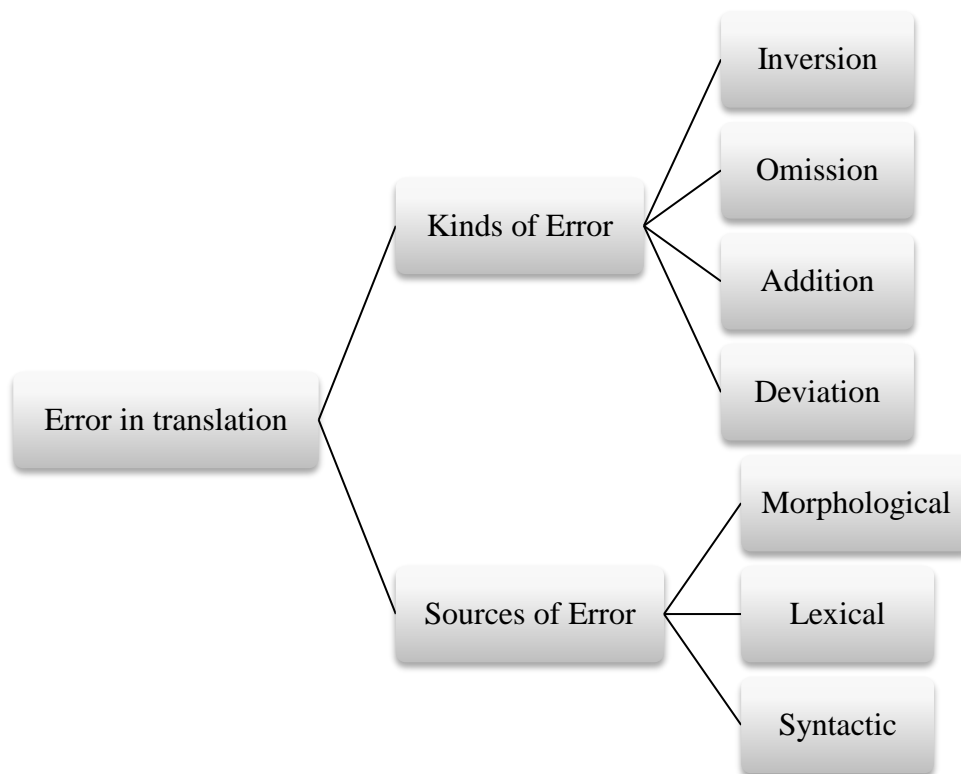 Error in translation
Kinds of Error
Inversion
Omission
Addition
Deviation
Sources of Error
Morphological
Lexical
Syntactic